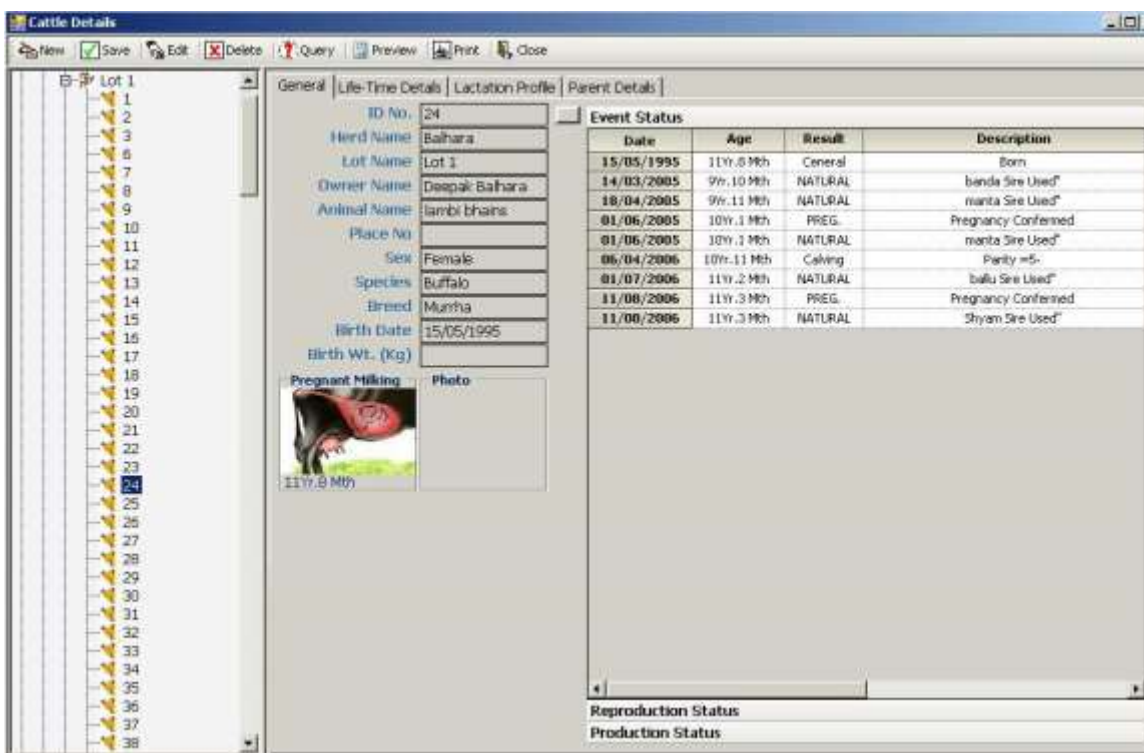 Cattle Details
New Save Edit Delete Query Preview Print Close
Lot 1
1
2
3
6
7
8
9
10
11
12
13
14
15
16
17
18
19
20
21
22
23
24
25
26
27
28
29
30
31
32
33
34
35
36
37
38
General Life-Time Details Lactation Profile Parent Details
ID No. 24
Herd Name Balhara
Lot Name Lot 1
Owner Name Deepak Balhara
Animal Name lambi bhains
Place No
Sex Female
Species Buffalo
Breed Murrha
Birth Date 15/05/1995
Birth Wt. (Kg)
Pregnant Milking Photo
11Yr.8 Mth
Event Status
Date Age Result Description
15/05/1995 11Yr.8 Mth General Born
14/03/2005 9Yr.10 Mth NATURAL banda Sire Used"
18/04/2005 9Yr.11 Mth NATURAL manta Sire Used"
01/06/2005 10Yr.1 Mth PREG. Pregnancy Confermed
01/06/2005 10Yr.1 Mth NATURAL manta Sire Used"
06/04/2006 10Yr.11 Mth Calving Parity =5-
01/07/2006 11Yr.2 Mth NATURAL ballu Sire Used"
11/08/2006 11Yr.3 Mth PREG. Pregnancy Confermed
11/08/2006 11Yr.3 Mth NATURAL Shyam Sire Used"
Reproduction Status
Production Status